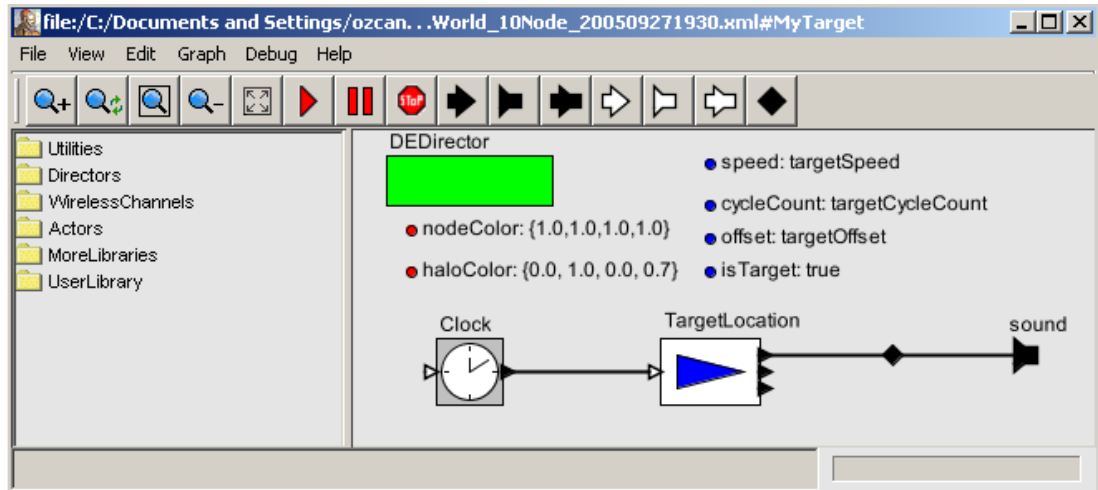 file:/C:/Documents and Settings/ozcan...World_10Node_200509271930.xml#MyTarget
File View Edit Graph Debug Help
STOP
Utilities
Directors
WirelessChannels
Actors
MoreLibraries
UserLibrary
DEDirector
speed: targetSpeed
cycleCount: targetCycleCount
nodeColor: {1.0,1.0,1.0,1.0}
offset: targetOffset
haloColor: {0.0, 1.0, 0.0, 0.7}
isTarget: true
Clock
TargetLocation
sound